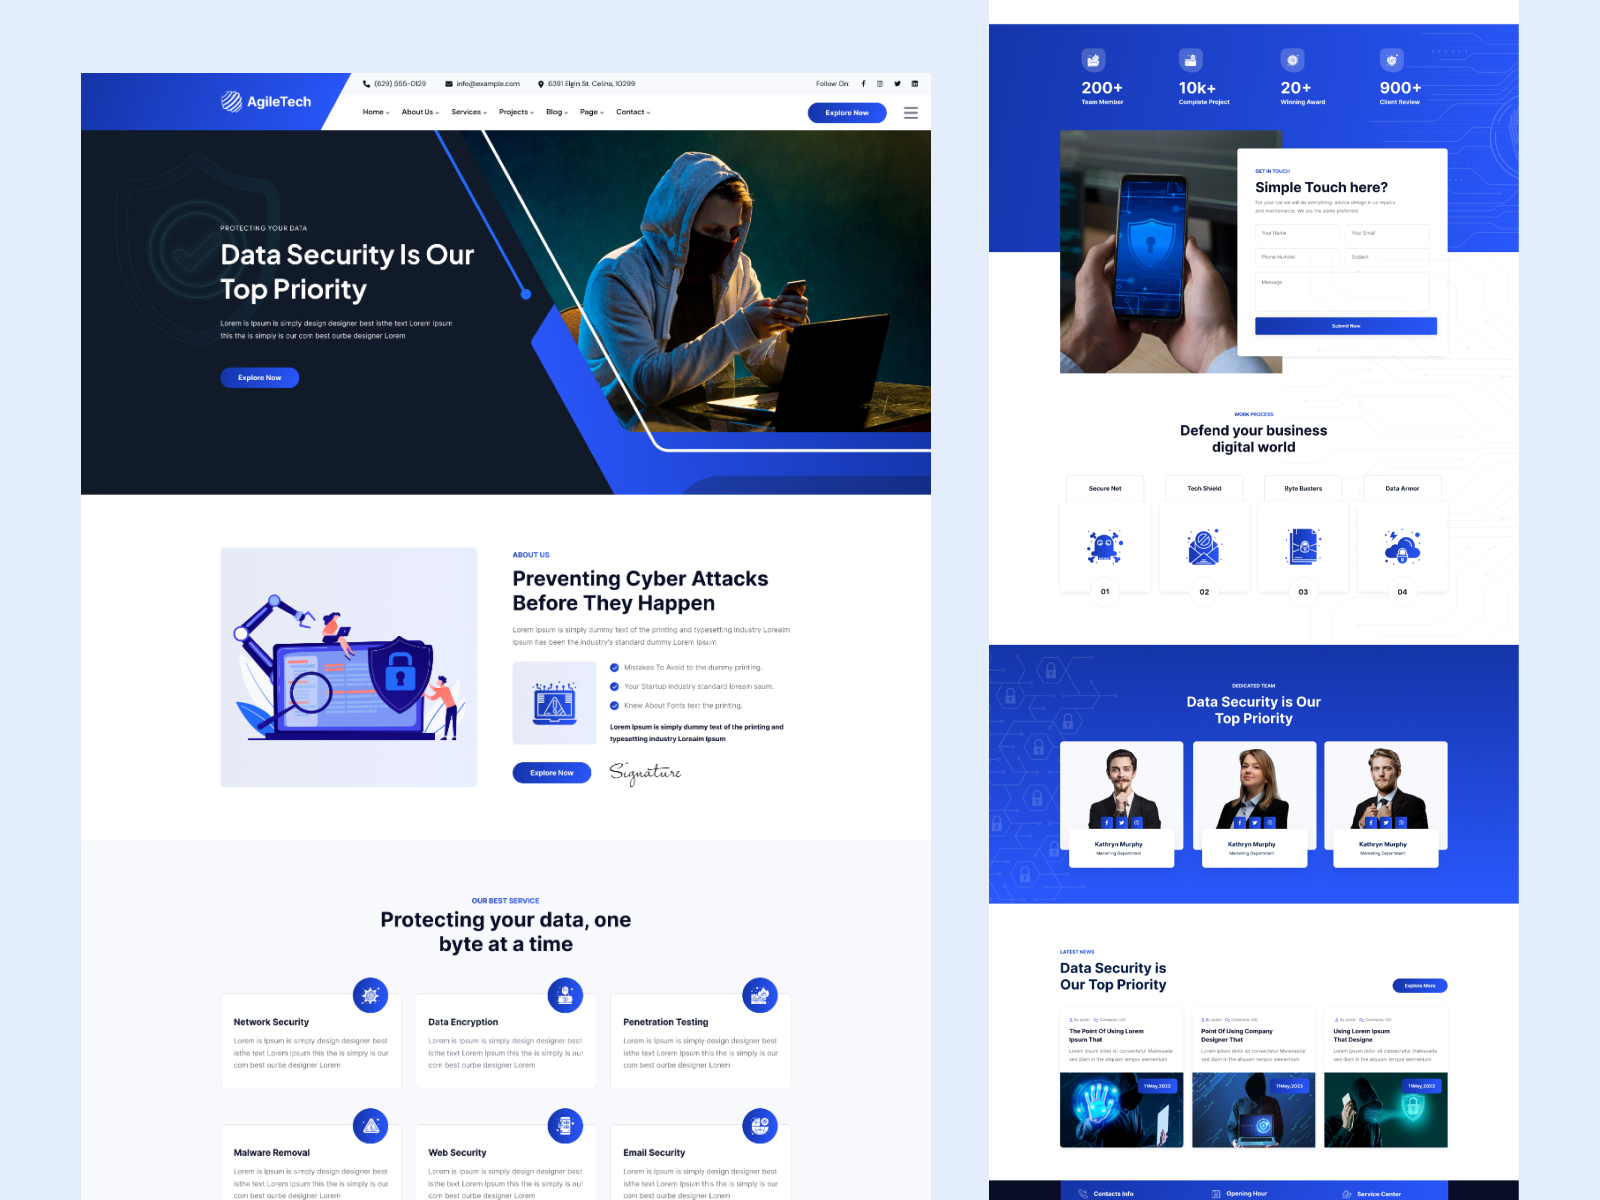 AgileTech
(629) 555-0129
info@example.com
6391 Elgin St. Celina, 10299
Follow On:
Home
About Us
Services
Projects
Blog
Page
Contact
Explore Now
PROTECTING YOUR DATA
Data Security Is Our
Top Priority
Lorem is Ipsum is simply design designer best isthe text Lorem Ipsum
this the is simply is our com best ourbe designer Lorem
Explore Now
ABOUT US
Preventing Cyber Attacks
Before They Happen
Lorem Ipsum is simply dummy text of the printing and typesetting industry Loreaim
Ipsum has been the industry's standard dummy Lorem Ipsum
Mistakes To Avoid to the dummy printing.
Your Startup industry standard loream saum.
Knew About Fonts text the printing.
Lorem Ipsum is simply dummy text of the printing and
typesetting industry Loreaim Ipsum
Explore Now
Signature
OUR BEST SERVICE
Protecting your data, one
byte at a time
Network Security
Lorem is Ipsum is simply design designer best
isthe text Lorem Ipsum this the is simply is our
com best ourbe designer Lorem
Data Encryption
Lorem is Ipsum is simply design designer best
isthe text Lorem Ipsum this the is simply is our
com best ourbe designer Lorem
Penetration Testing
Lorem is Ipsum is simply design designer best
isthe text Lorem Ipsum this the is simply is our
com best ourbe designer Lorem
Malware Removal
Lorem is Ipsum is simply design designer best
isthe text Lorem Ipsum this the is simply is our
com best ourbe designer Lorem
Web Security
Lorem is Ipsum is simply design designer best
isthe text Lorem Ipsum this the is simply is our
com best ourbe designer Lorem
Email Security
Lorem is Ipsum is simply design designer best
isthe text Lorem Ipsum this the is simply is our
com best ourbe designer Lorem
200+
Team Member
10k+
Complete Project
20+
Winning Award
900+
Client Review
GET IN TOUCH
Simple Touch here?
For your car we will do everything. advice design is us repairs
and maintenance. We are the some preferred.
Your Name
Your Email
Phone Number
Subject
Message
Submit Now
WORK PROCESS
Defend your business
digital world
Secure Net
Tech Shield
Byte Busters
Data Armor
01
02
03
04
DEDICATED TEAM
Data Security is Our
Top Priority
Kathryn Murphy
Marketing Department
Kathryn Murphy
Marketing Department
Kathryn Murphy
Marketing Department
LATEST NEWS
Data Security is
Our Top Priority
Explore More
By admin
The Point Of Using Lorem
Ipsum That
Lorem ipsum dolor sit consectetur Malesuada
sed diam in the aliquam tempor elementum
11May,2023
By admin
Point Of Using Company
Designer That
Lorem ipsum dolor sit consectetur Malesuada
sed diam in the aliquam tempor elementum
11May,2023
By admin
Using Lorem Ipsum
That Designe
Lorem ipsum dolor sit consectetur Malesuada
sed diam in the aliquam tempor elementum
11May,2023
Contacts Info
Opening Hour
Service Center